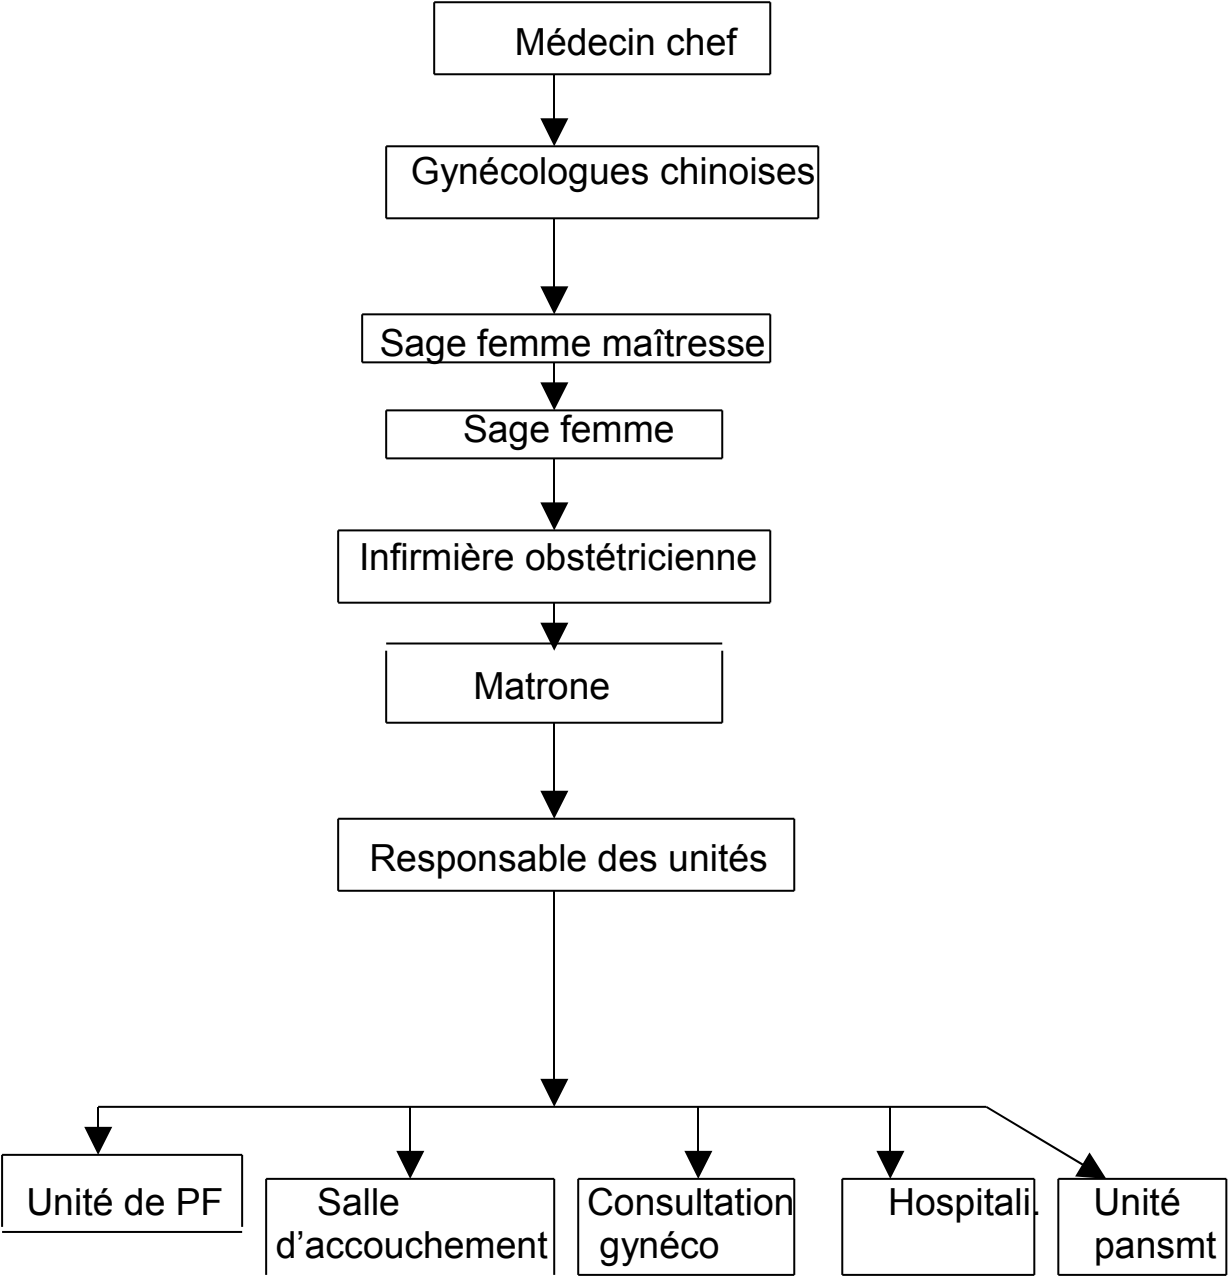 Médecin chef
Gynécologues chinoises
Sage femme maîtresse
Sage femme
Infirmière obstétricienne
Matrone
Responsable des unités
Unité de PF
Salle
d’accouchement
Consultation
gynéco
Hospitali.
Unité
pansmt